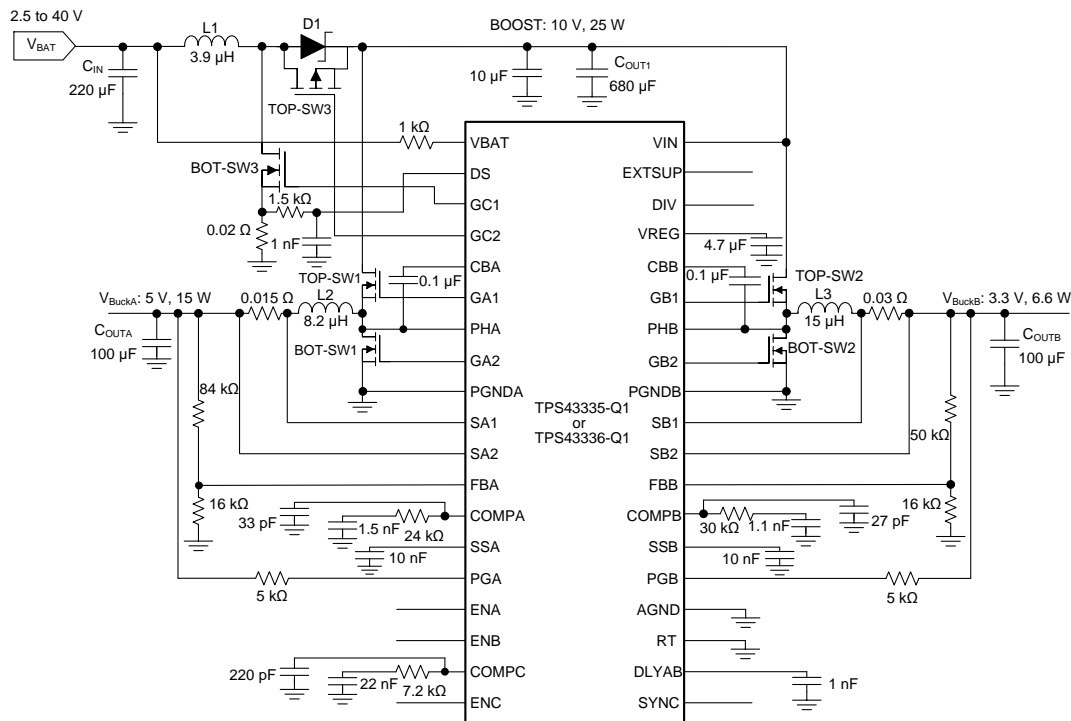 2.5 to 40 V
VBAT
L1
3.9 µH
D1
BOOST: 10 V, 25 W
CIN
220 µF
TOP-SW3
10 µF
COUT1
680 µF
1 kΩ
BOT-SW3
1.5 kΩ
0.02 Ω
1 nF
VBAT
DS
GC1
GC2
CBA
GA1
PHA
GA2
PGNDA
SA1
SA2
FBA
COMPA
SSA
PGA
ENA
ENB
COMPC
ENC
VIN
EXTSUP
DIV
VREG
CBB
GB1
PHB
GB2
PGNDB
SB1
SB2
FBB
COMPB
SSB
PGB
AGND
RT
DLYAB
SYNC
TPS43335-Q1
or
TPS43336-Q1
TOP-SW1
0.1 µF
VBuckA: 5 V, 15 W
0.015 Ω
L2
8.2 µH
BOT-SW1
COUTA
100 µF
84 kΩ
16 kΩ
33 pF
1.5 nF
24 kΩ
10 nF
5 kΩ
220 pF
22 nF
7.2 kΩ
4.7 µF
0.1 µF
TOP-SW2
L3
15 µH
0.03 Ω
VBuckB: 3.3 V, 6.6 W
BOT-SW2
COUTB
100 µF
50 kΩ
16 kΩ
30 kΩ
1.1 nF
27 pF
10 nF
5 kΩ
1 nF